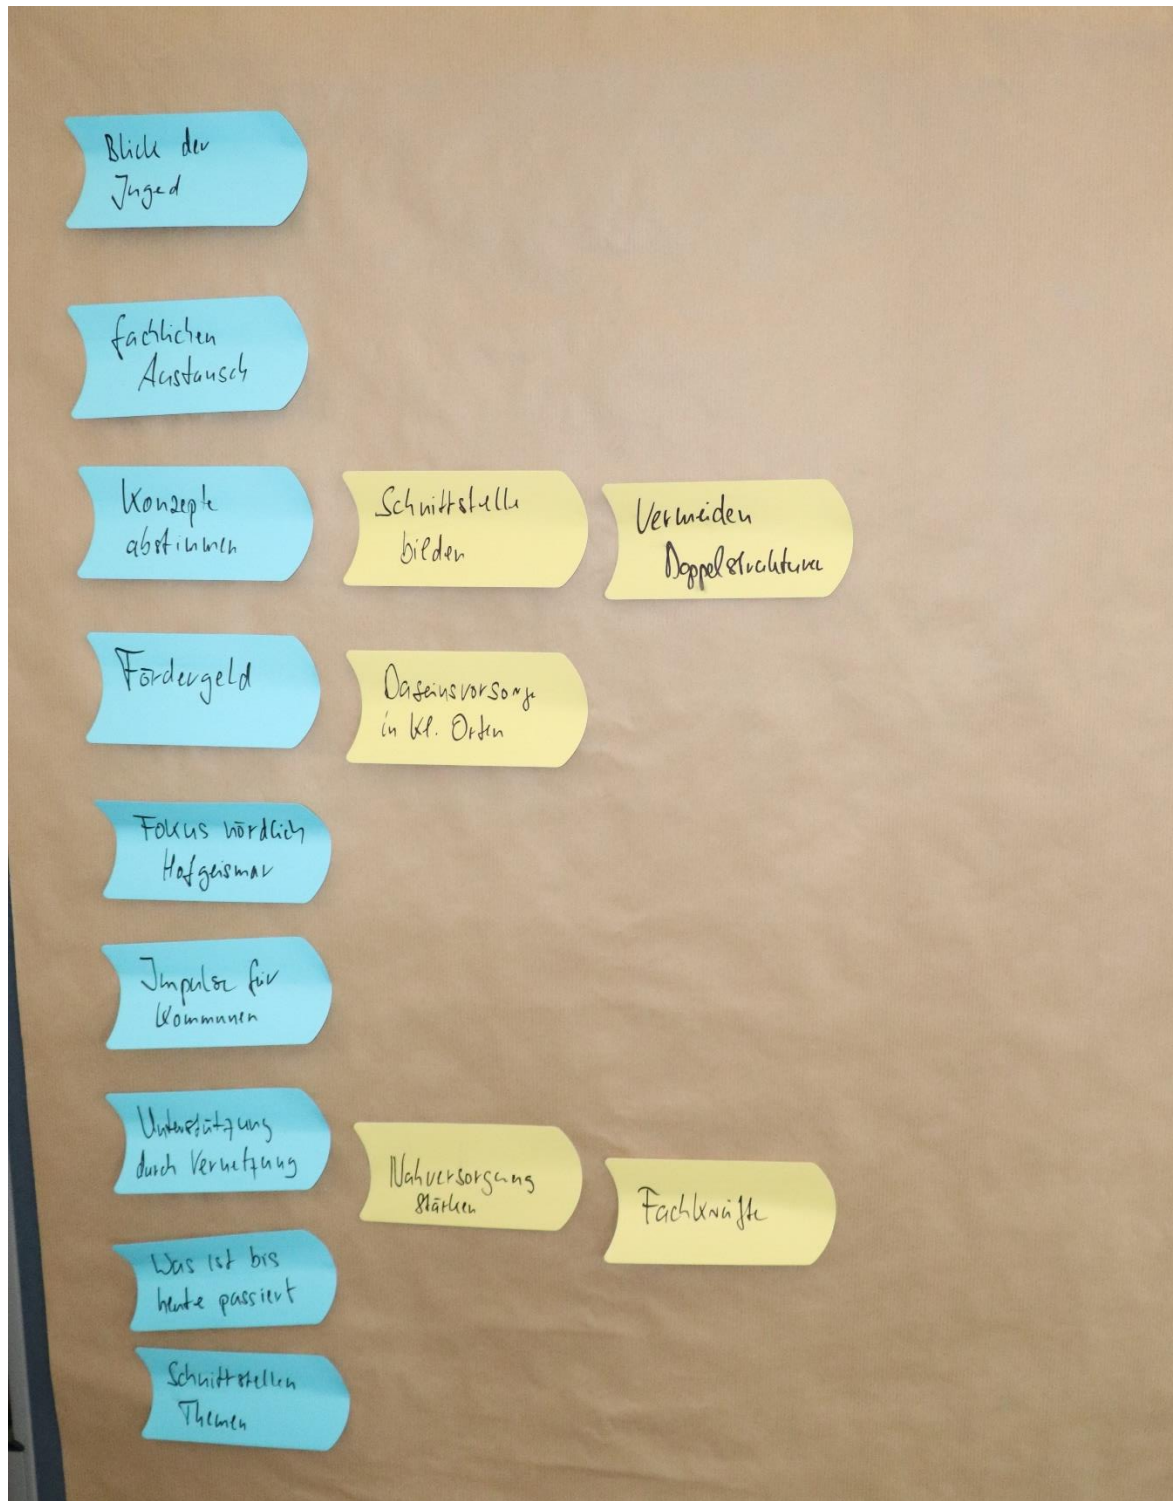 Blick der
Jugend
fachlichen
Austausch
Konzepte
abstimmen
Schnittstelle
bilden
Vermeiden
Doppelstrukturen
Fördergeld
Daseinsvorsorge
in kl. Orten
Fokus nördlich
Hofgeismar
Impulse für
Kommunen
Unterstützung
durch Vernetzung
Nahversorgung
stärken
Fachkräfte
Was ist bis
heute passiert
Schnittstellen
Themen